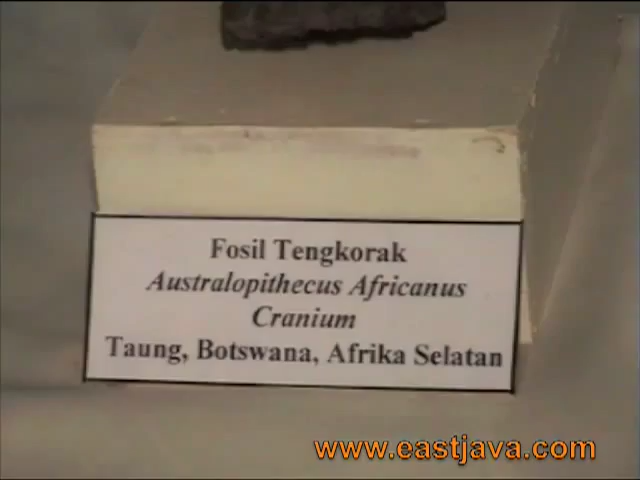 Fosil Tengkorak
Australopithecus Africanus
Cranium
Taung, Botswana, Afrika Selatan
www.eastjava.com